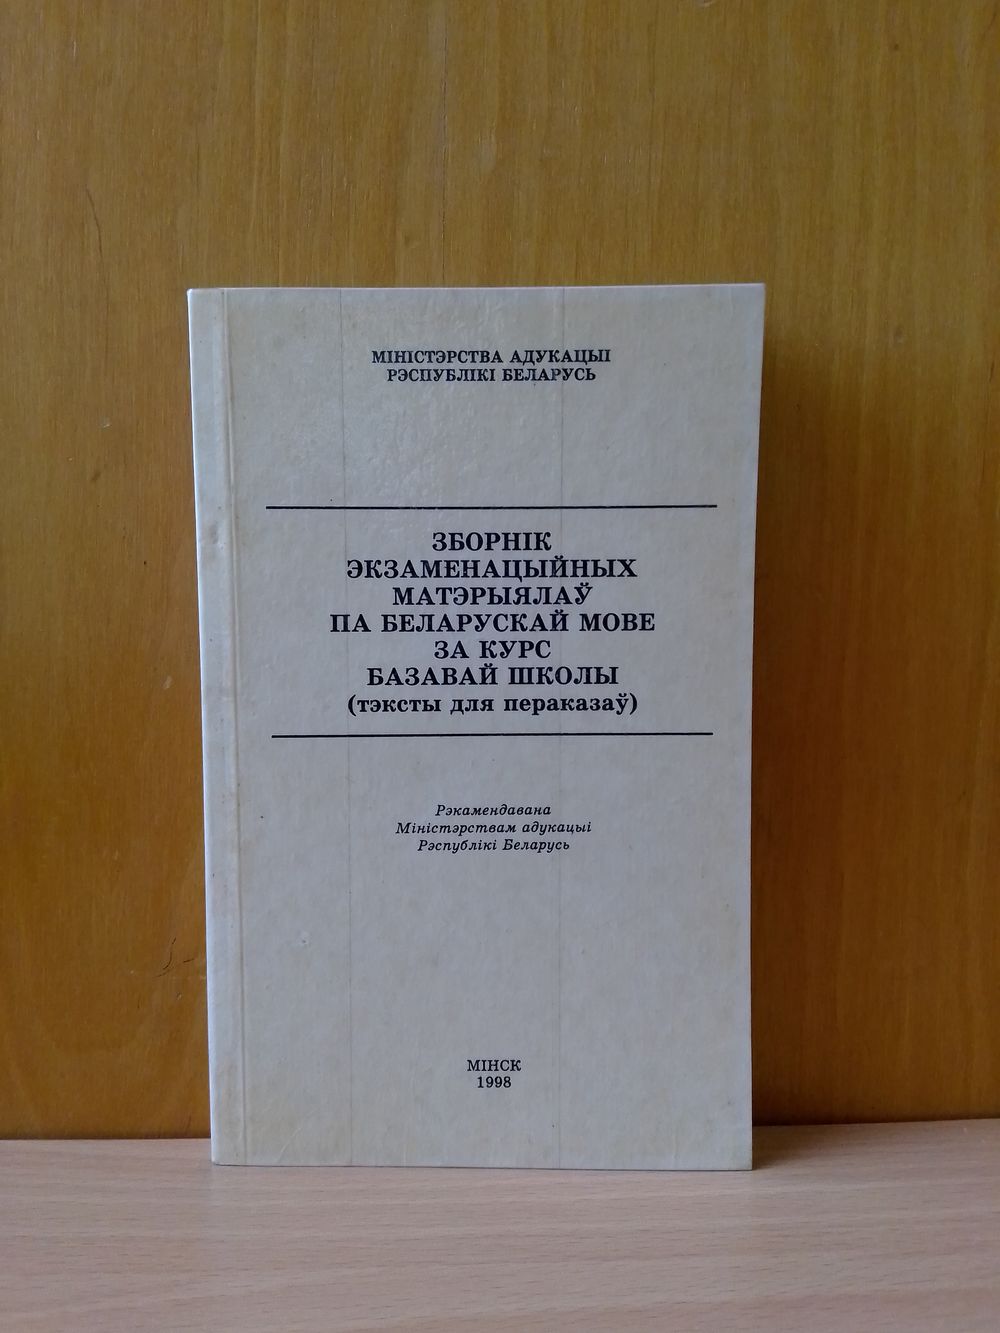 МІНІСТЭРСТВА АДУКАЦЫІ
РЭСПУБЛІКІ БЕЛАРУСЬ
ЗБОРНІК
ЭКЗАМЕНАЦЫЙНЫХ
МАТЭРЫЯЛАЎ
ПА БЕЛАРУСКАЙ МОВЕ
ЗА КУРС
БАЗАВАЙ ШКОЛЫ
(тэксты для пераказаў)
Рэкамендавана
Міністэрствам адукацыі
Рэспублікі Беларусь
МІНСК
1998